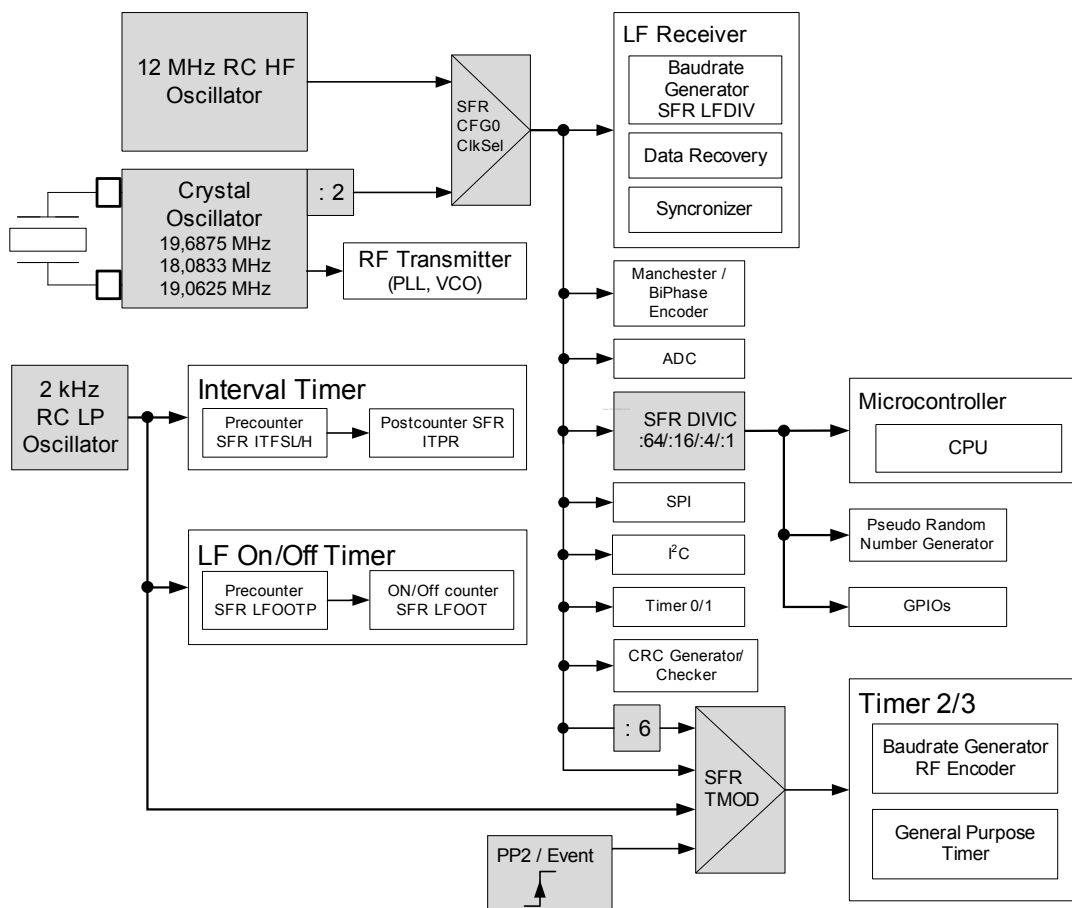 12 MHz RC HF
Oscillator
SFR
CFG0
ClkSel
LF Receiver
Baudrate
Generator
SFR LFDIV
Data Recovery
Syncronizer
Crystal
Oscillator
19,6875 MHz
18,0833 MHz
19,0625 MHz
: 2
RF Transmitter
(PLL, VCO)
Manchester /
BiPhase
Encoder
ADC
2 kHz
RC LP
Oscillator
Interval Timer
Precounter
SFR ITFSL/H
Postcounter SFR
ITPR
SFR DIVIC
:64/:16/:4/:1
Microcontroller
CPU
SPI
I²C
Pseudo Random
Number Generator
LF On/Off Timer
Precounter
SFR LFOOTP
ON/Off counter
SFR LFOOT
Timer 0/1
GPIOs
CRC Generator/
Checker
: 6
SFR
TMOD
Timer 2/3
Baudrate Generator
RF Encoder
General Purpose
Timer
PP2 / Event